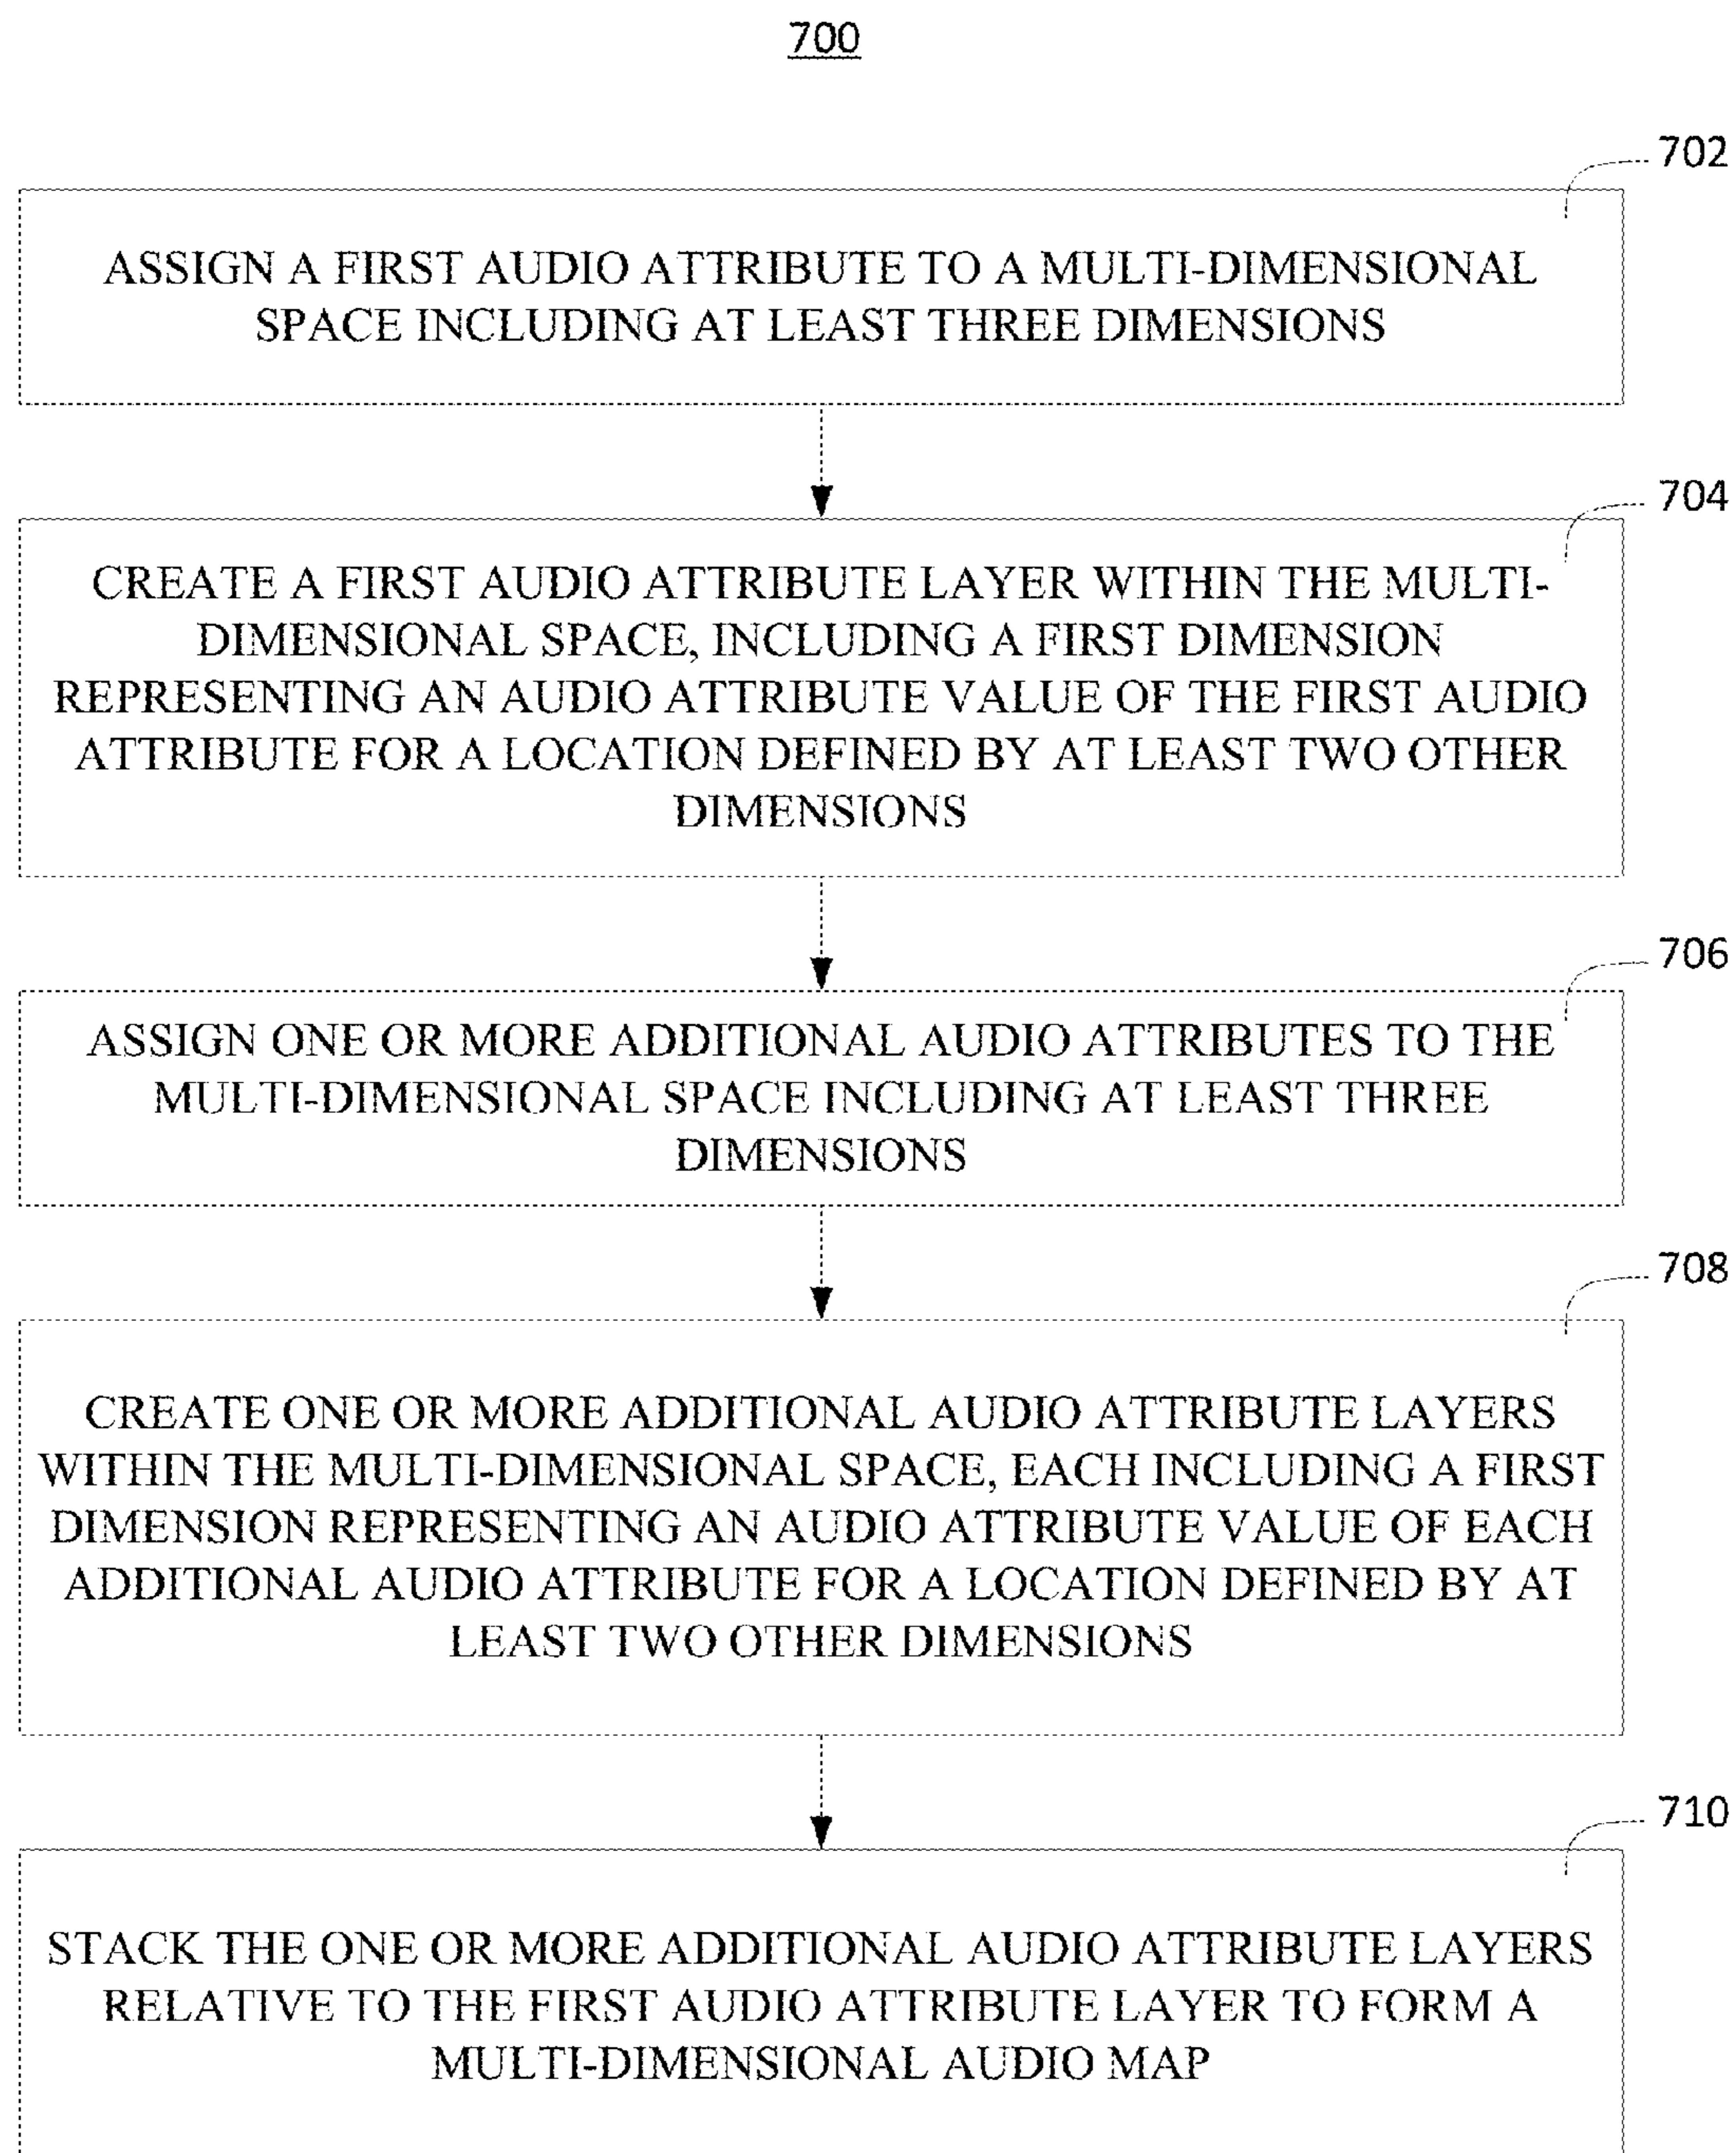 700
702
ASSIGN A FIRST AUDIO ATTRIBUTE TO A MULTI-DIMENSIONAL
SPACE INCLUDING AT LEAST THREE DIMENSIONS
704
CREATE A FIRST AUDIO ATTRIBUTE LAYER WITHIN THE MULTI-
DIMENSIONAL SPACE, INCLUDING A FIRST DIMENSION
REPRESENTING AN AUDIO ATTRIBUTE VALUE OF THE FIRST AUDIO
ATTRIBUTE FOR A LOCATION DEFINED BY AT LEAST TWO OTHER
DIMENSIONS
706
ASSIGN ONE OR MORE ADDITIONAL AUDIO ATTRIBUTES TO THE
MULTI-DIMENSIONAL SPACE INCLUDING AT LEAST THREE
DIMENSIONS
708
CREATE ONE OR MORE ADDITIONAL AUDIO ATTRIBUTE LAYERS
WITHIN THE MULTI-DIMENSIONAL SPACE, EACH INCLUDING A FIRST
DIMENSION REPRESENTING AN AUDIO ATTRIBUTE VALUE OF EACH
ADDITIONAL AUDIO ATTRIBUTE FOR A LOCATION DEFINED BY AT
LEAST TWO OTHER DIMENSIONS
710
STACK THE ONE OR MORE ADDITIONAL AUDIO ATTRIBUTE LAYERS
RELATIVE TO THE FIRST AUDIO ATTRIBUTE LAYER TO FORM A
MULTI-DIMENSIONAL AUDIO MAP